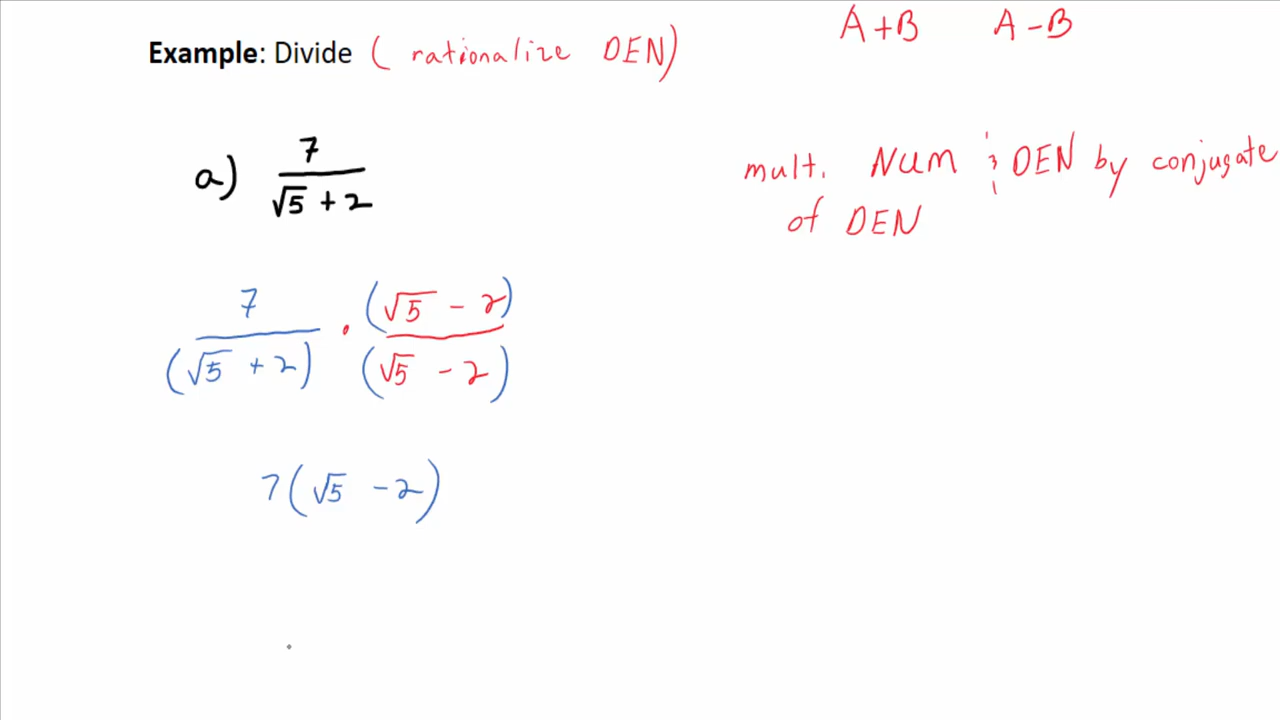 Example: Divide ( rationalize DEN)
A+B A-B
a) 7
√5 + 2
mult. NUM & DEN by conjugate
of DEN
7 · (√5 - 2)
(√5 + 2) (√5 - 2)
7(√5 - 2)